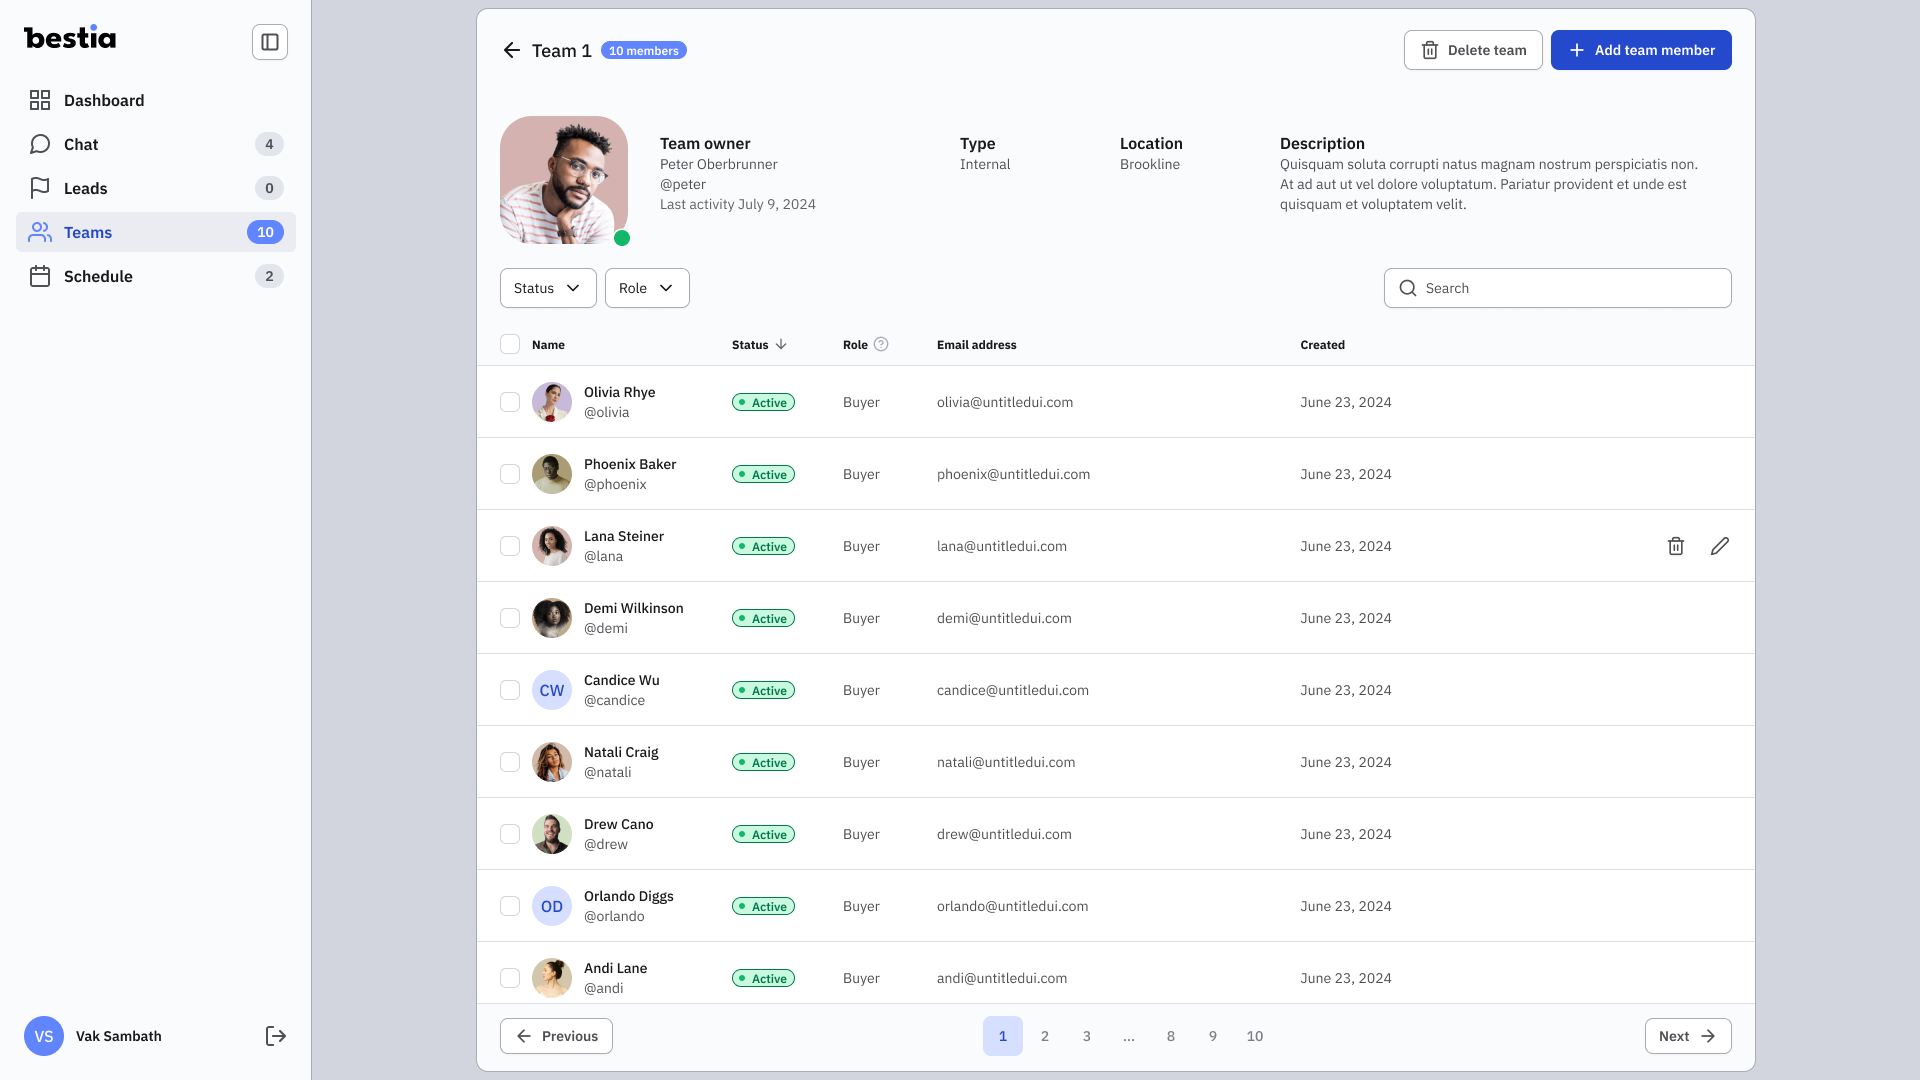 bestia
Dashboard
Chat 4
Leads 0
Teams 10
Schedule 2
VS Vak Sambath
Team 1 10 members
Delete team
Add team member
Team owner
Peter Oberbrunner
@peter
Last activity July 9, 2024
Type
Internal
Location
Brookline
Description
Quisquam soluta corrupti natus magnam nostrum perspiciatis non.
At ad aut ut vel dolore voluptatum. Pariatur provident et unde est
quisquam et voluptatem velit.
Status Role Search
Name Status Role ? Email address Created
Olivia Rhye
@olivia
Active Buyer olivia@untitledui.com June 23, 2024
Phoenix Baker
@phoenix
Active Buyer phoenix@untitledui.com June 23, 2024
Lana Steiner
@lana
Active Buyer lana@untitledui.com June 23, 2024
Demi Wilkinson
@demi
Active Buyer demi@untitledui.com June 23, 2024
CW
Candice Wu
@candice
Active Buyer candice@untitledui.com June 23, 2024
Natali Craig
@natali
Active Buyer natali@untitledui.com June 23, 2024
Drew Cano
@drew
Active Buyer drew@untitledui.com June 23, 2024
OD
Orlando Diggs
@orlando
Active Buyer orlando@untitledui.com June 23, 2024
Andi Lane
@andi
Active Buyer andi@untitledui.com June 23, 2024
Previous 1 2 3 ... 8 9 10 Next